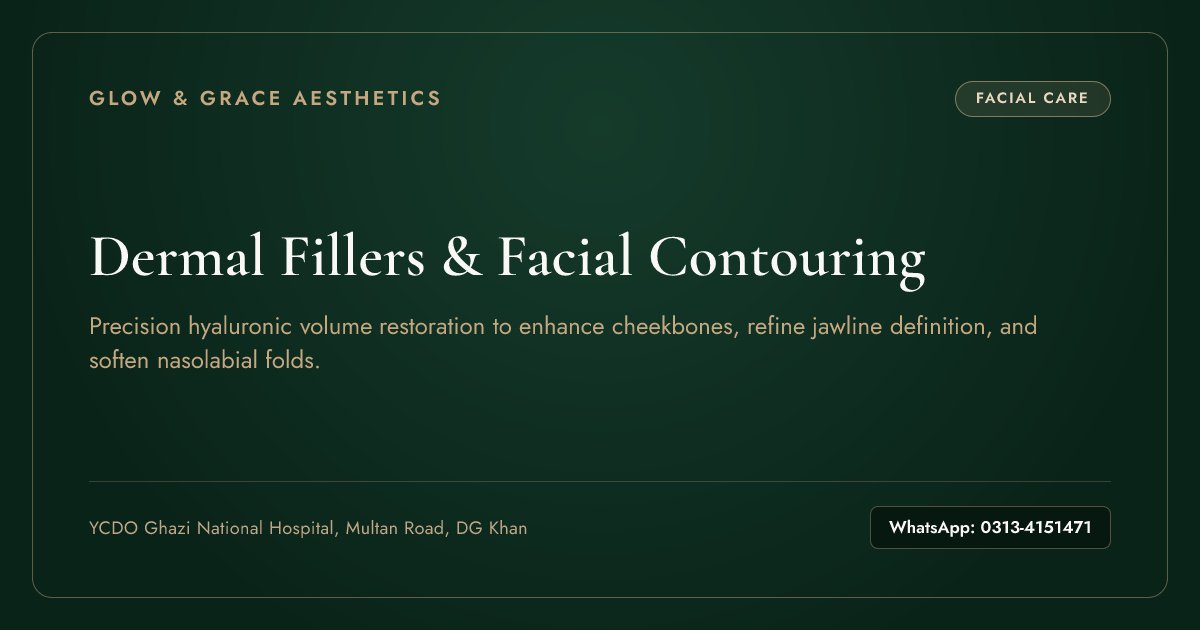 GLOW & GRACE AESTHETICS
FACIAL CARE
Dermal Fillers & Facial Contouring
Precision hyaluronic volume restoration to enhance cheekbones, refine jawline definition, and
soften nasolabial folds.
YCDO Ghazi National Hospital, Multan Road, DG Khan
WhatsApp: 0313-4151471